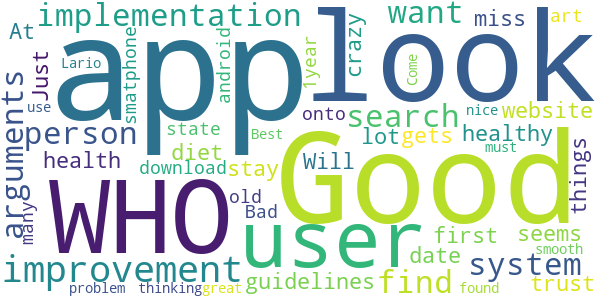 implementation want miss art
At app look
Just smatphone android 1year crazy
Lario Come
arguments use person state search onto nice website
Best lot gets must
health diet Will healthy things
many WHO download stay Good
old Bad
user first seems
improvement find date system
guidelines trust smooth
problem thinking great found